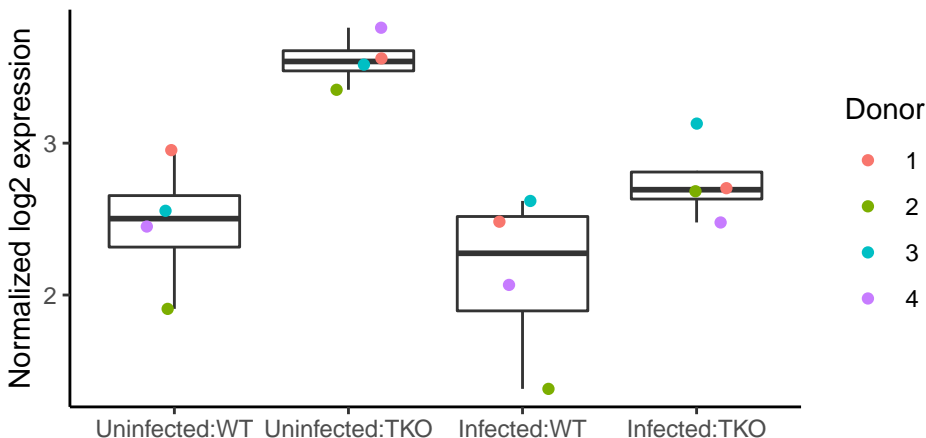 Normalized log2 expression
3
2
Uninfected:WT
Uninfected:TKO
Infected:WT
Infected:TKO
Donor
1
2
3
4